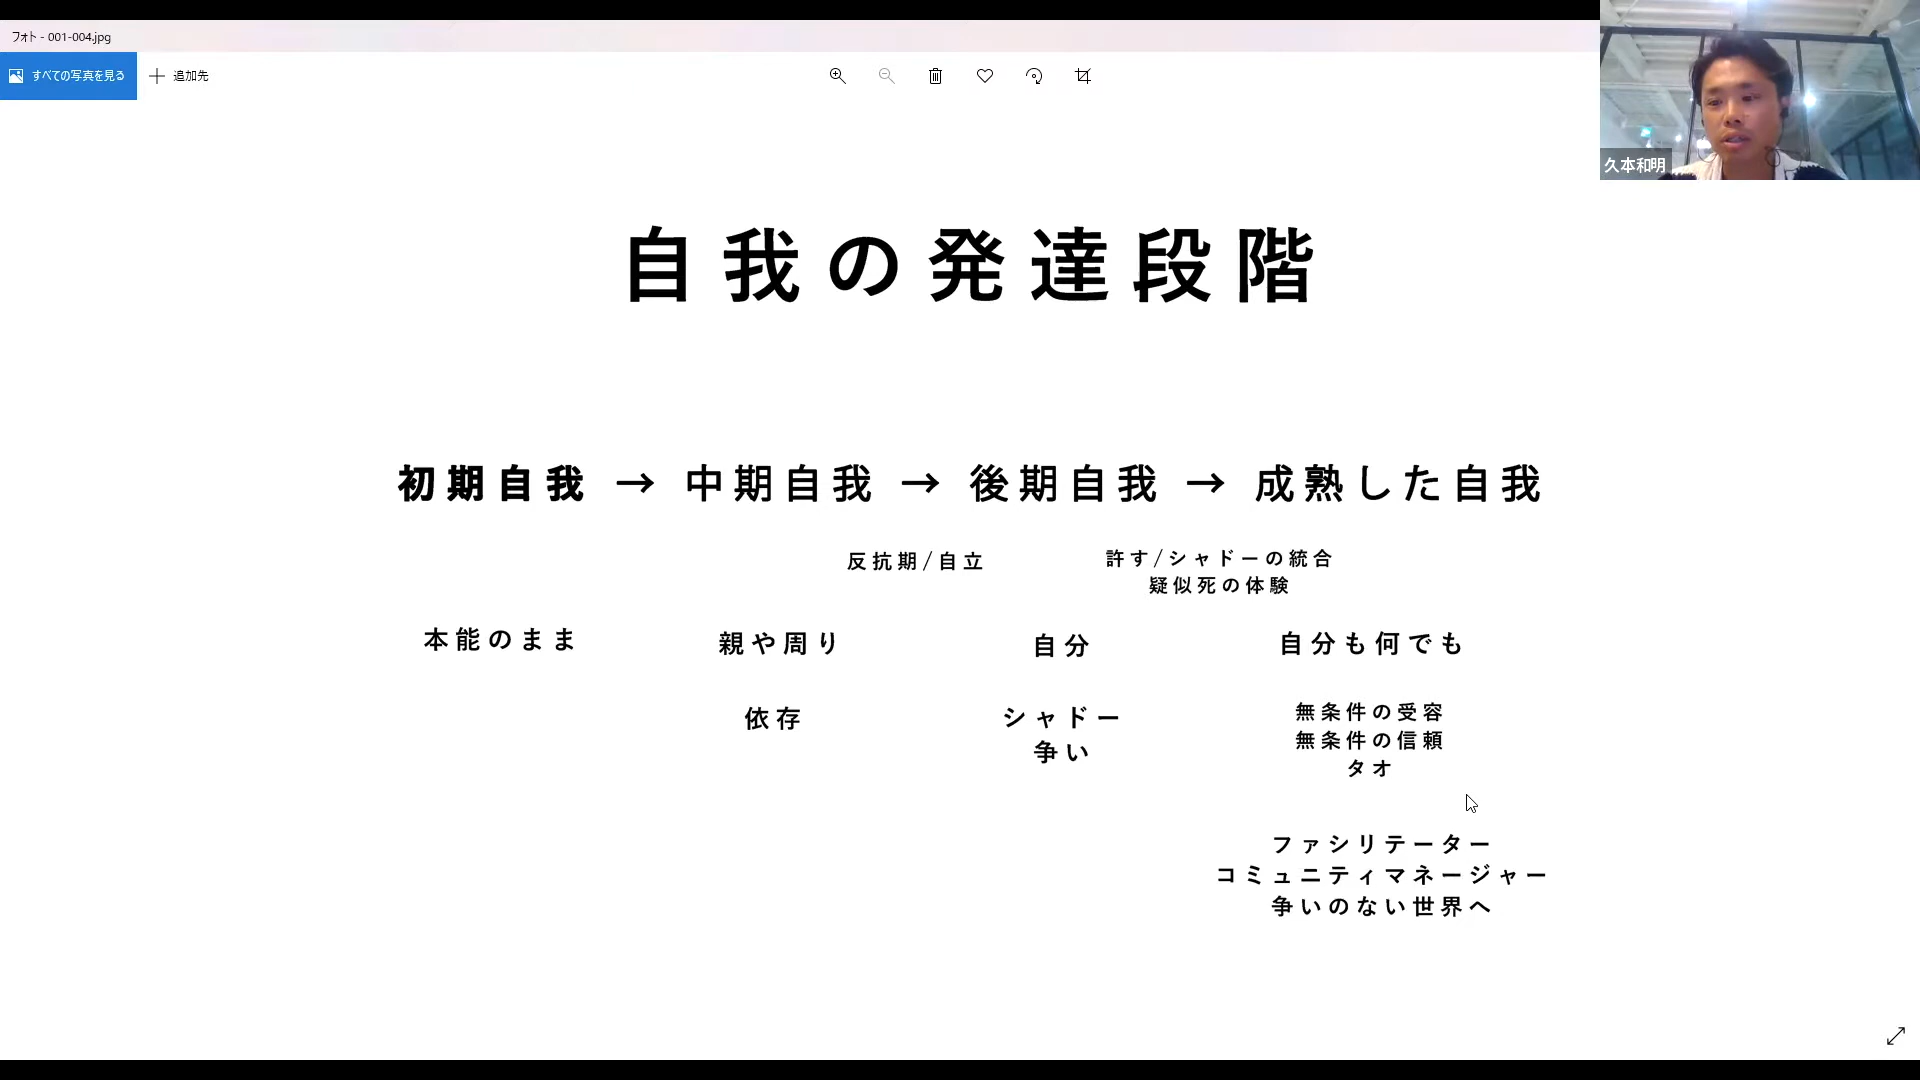 フォト - 001-004.jpg
すべての写真を見る
追加先
久本和明
自我の発達段階
初期自我 → 中期自我 → 後期自我 → 成熟した自我
反抗期/自立
許す/シャドーの統合
疑似死の体験
本能のまま
親や周り
自分
自分も何でも
依存
シャドー
争い
無条件の受容
無条件の信頼
タオ
ファシリテーター
コミュニティマネージャー
争いのない世界へ